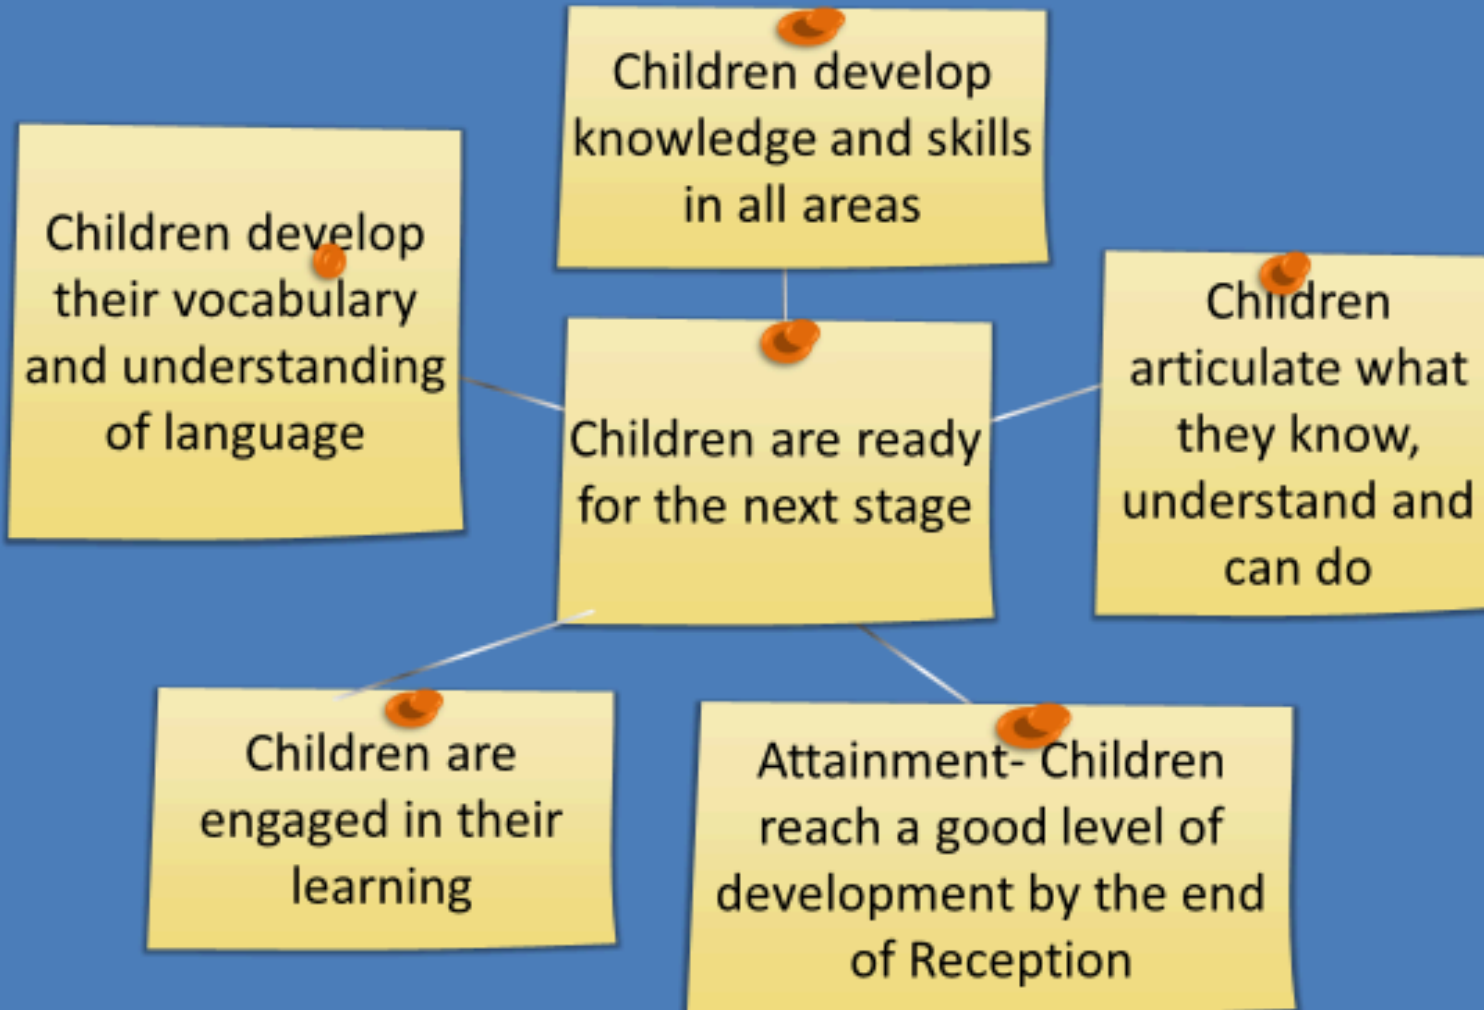 Children develop
knowledge and skills
in all areas
Children develop
their vocabulary
and understanding
of language
Children are ready
for the next stage
Children
articulate what
they know,
understand and
can do
Children are
engaged in their
learning
Attainment- Children
reach a good level of
development by the end
of Reception